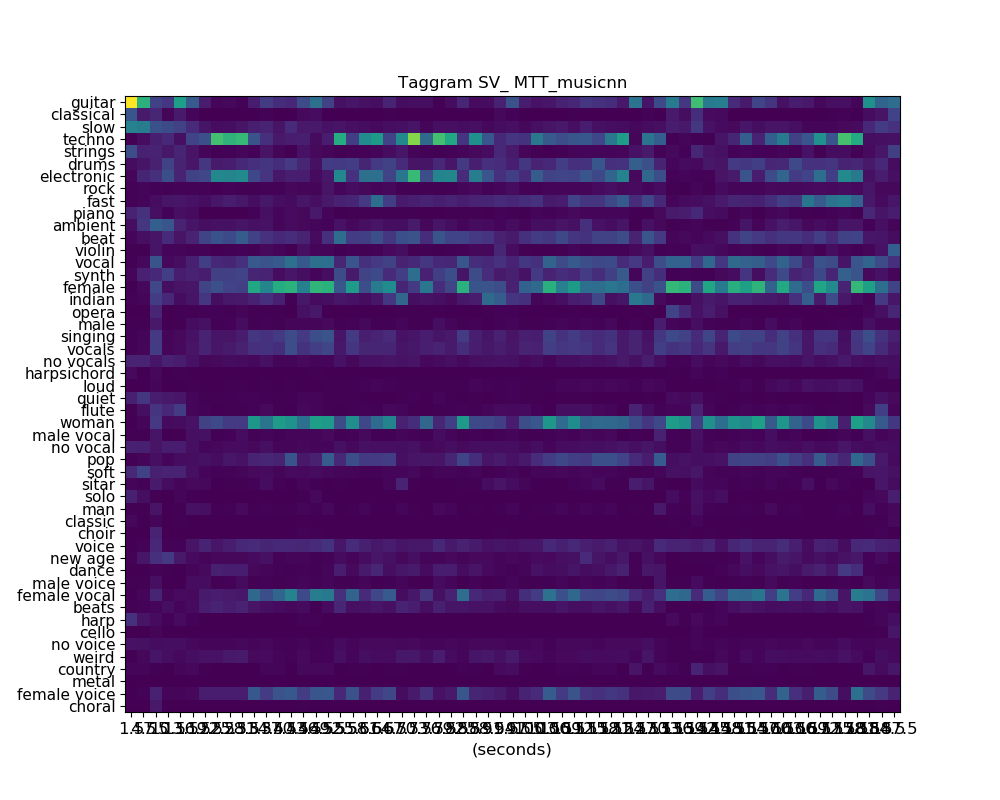 Taggram SV_ MTT_musicnn
guitar
classical
slow
techno
strings
drums
electronic
rock
fast
piano
ambient
beat
violin
vocal
synth
female
indian
opera
male
singing
vocals
no vocals
harpsichord
loud
quiet
flute
woman
male vocal
no vocal
pop
soft
sitar
solo
man
classic
choir
voice
new age
dance
male voice
female vocal
beats
harp
cello
no voice
weird
country
metal
female voice
choral
(seconds)